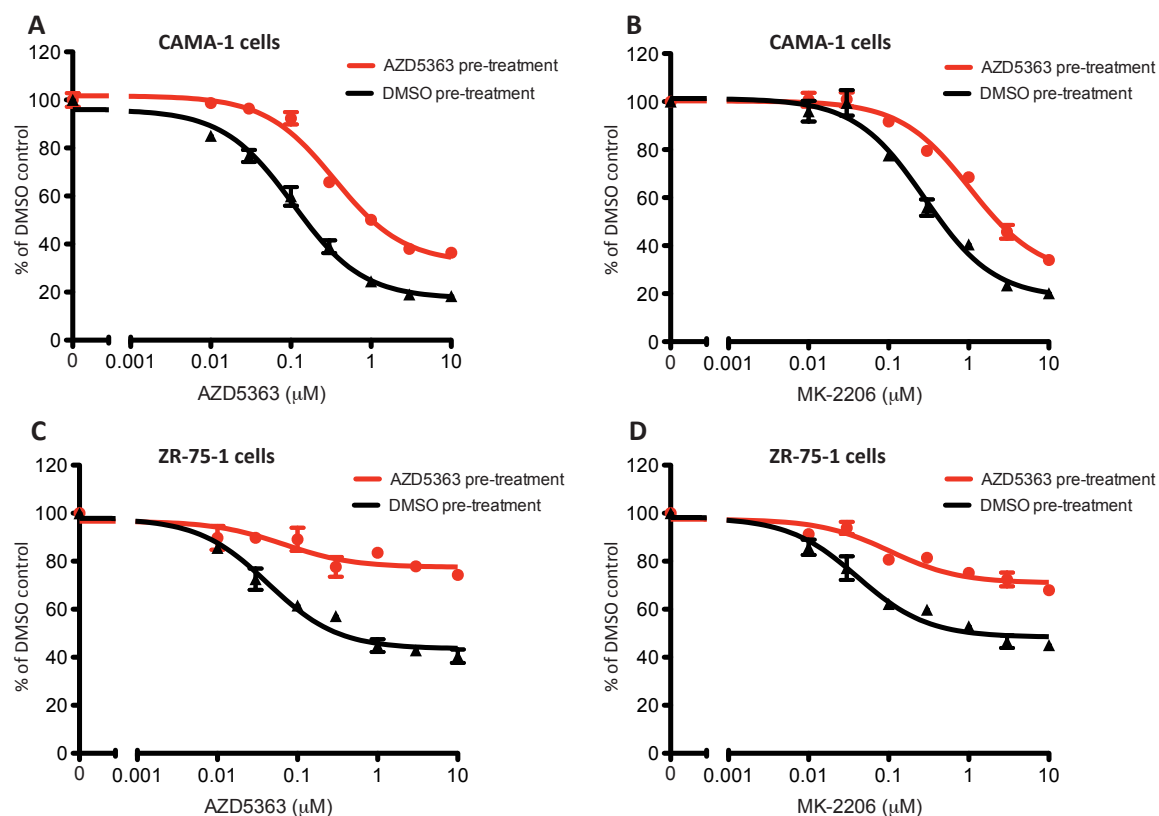 A
CAMA-1 cells
AZD5363 pre-treatment
DMSO pre-treatment
% of DMSO control
120
100
80
60
40
20
0
0 0.001 0.01 0.1 1 10
AZD5363 (μM)
B
CAMA-1 cells
AZD5363 pre-treatment
DMSO pre-treatment
% of DMSO control
120
100
80
60
40
20
0
0 0.001 0.01 0.1 1 10
MK-2206 (μM)
C
ZR-75-1 cells
AZD5363 pre-treatment
DMSO pre-treatment
% of DMSO control
120
100
80
60
40
20
0
0 0.001 0.01 0.1 1 10
AZD5363 (μM)
D
ZR-75-1 cells
AZD5363 pre-treatment
DMSO pre-treatment
% of DMSO control
120
100
80
60
40
20
0
0 0.001 0.01 0.1 1 10
MK-2206 (μM)